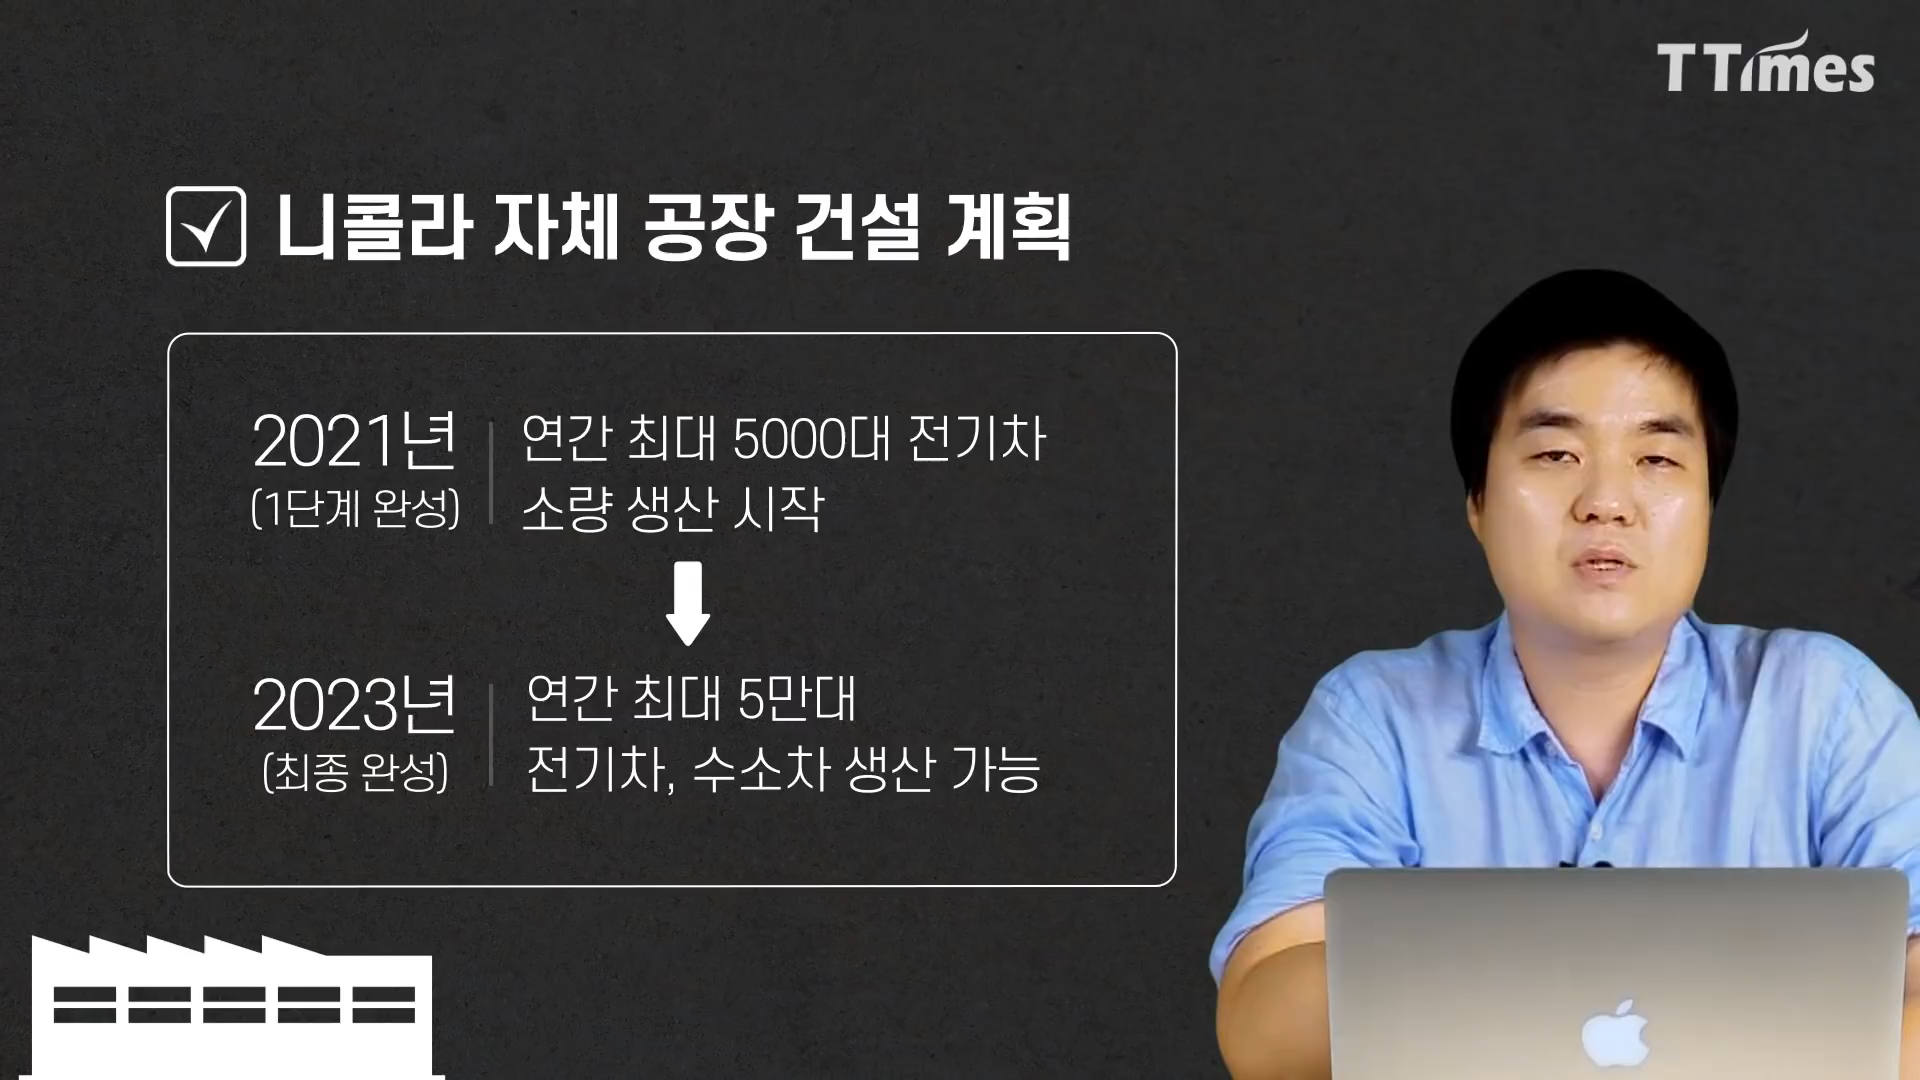 TTimes
니콜라 자체 공장 건설 계획
2021년
(1단계 완성)
연간 최대 5000대 전기차
소량 생산 시작
2023년
(최종 완성)
연간 최대 5만대
전기차, 수소차 생산 가능